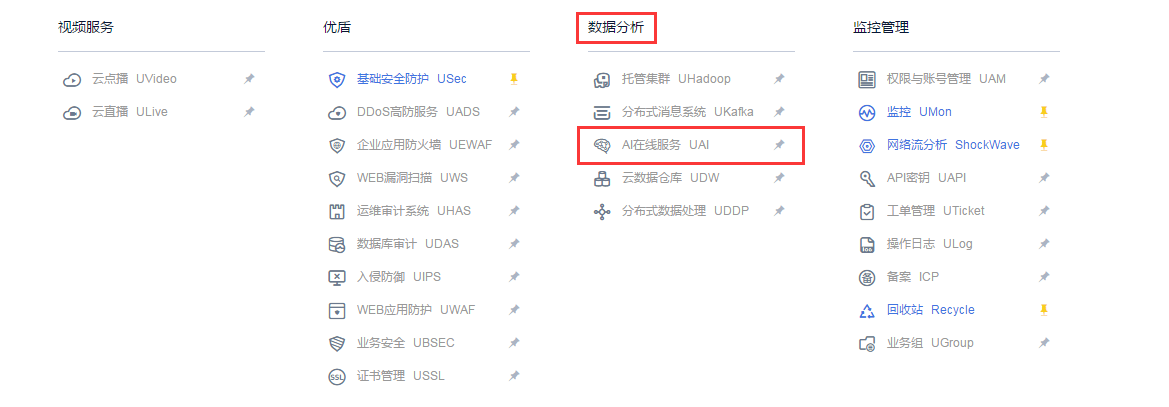 视频服务
云点播 UVideo
云直播 ULive
优盾
基础安全防护 USec
DDoS高防服务 UADS
企业应用防火墙 UEWAF
WEB漏洞扫描 UWS
运维审计系统 UHAS
数据库审计 UDAS
入侵防御 UIPS
WEB应用防护 UWAF
业务安全 UBSEC
SSL 证书管理 USSL
数据分析
托管集群 UHadoop
分布式消息系统 UKafka
AI在线服务 UAI
云数据仓库 UDW
分布式数据处理 UDDP
监控管理
权限与账号管理 UAM
监控 UMon
网络流分析 ShockWave
API密钥 UAPI
工单管理 UTicket
操作日志 ULog
备 备案 ICP
回收站 Recycle
业务组 UGroup